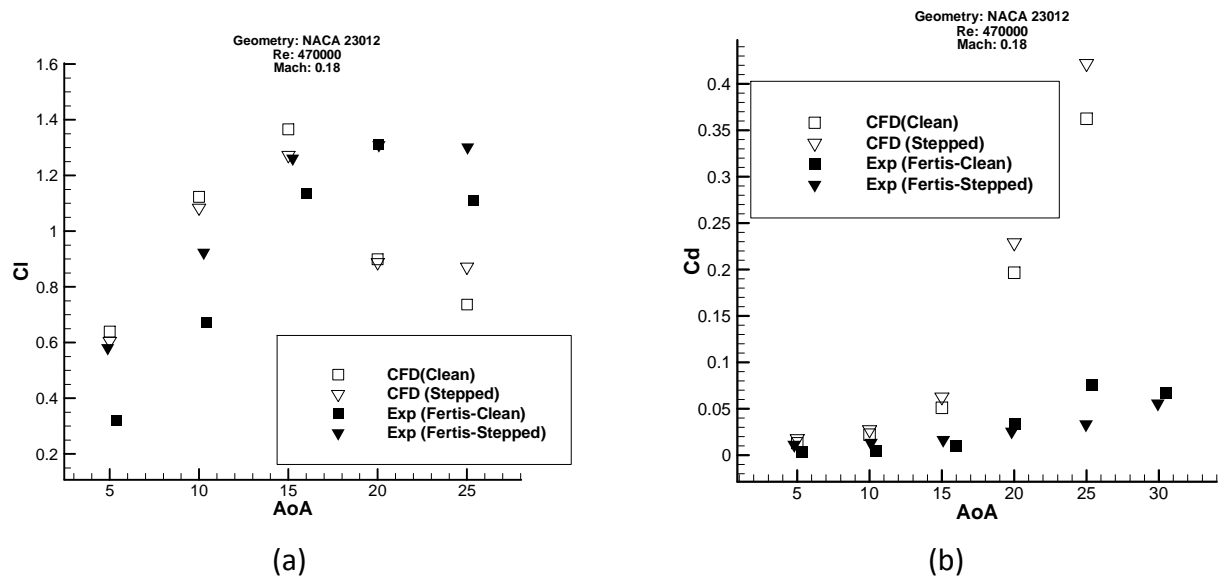 Geometry: NACA 23012
Re: 470000
Mach: 0.18
1.6
1.4
1.2
1
0.8
0.6
0.4
0.2
Cl
CFD(Clean)
CFD (Stepped)
Exp (Fertis-Clean)
Exp (Fertis-Stepped)
5 10 15 20 25
AoA
(a)
Geometry: NACA 23012
Re: 470000
Mach: 0.18
0.4
0.35
0.3
0.25
0.2
0.15
0.1
0.05
0
Cd
CFD(Clean)
CFD (Stepped)
Exp (Fertis-Clean)
Exp (Fertis-Stepped)
5 10 15 20 25 30
AoA
(b)